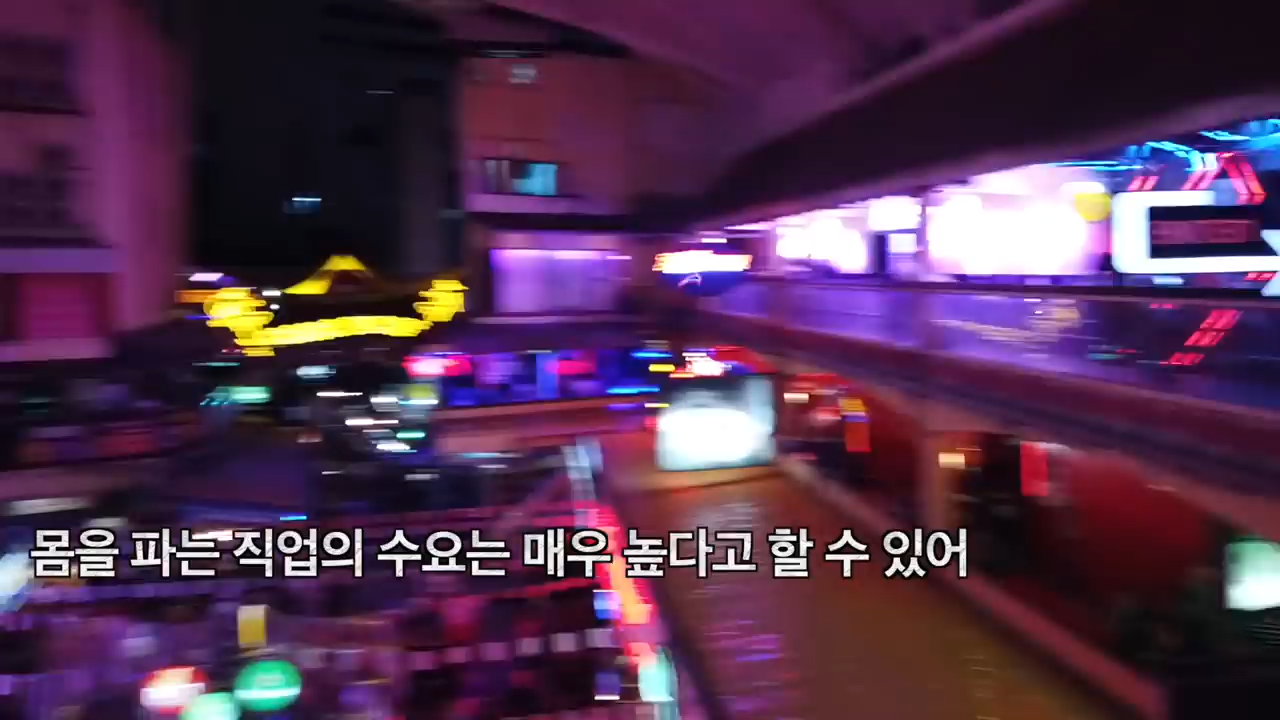 몸을 파는 직업의 수요는 매우 높다고 할 수 있어